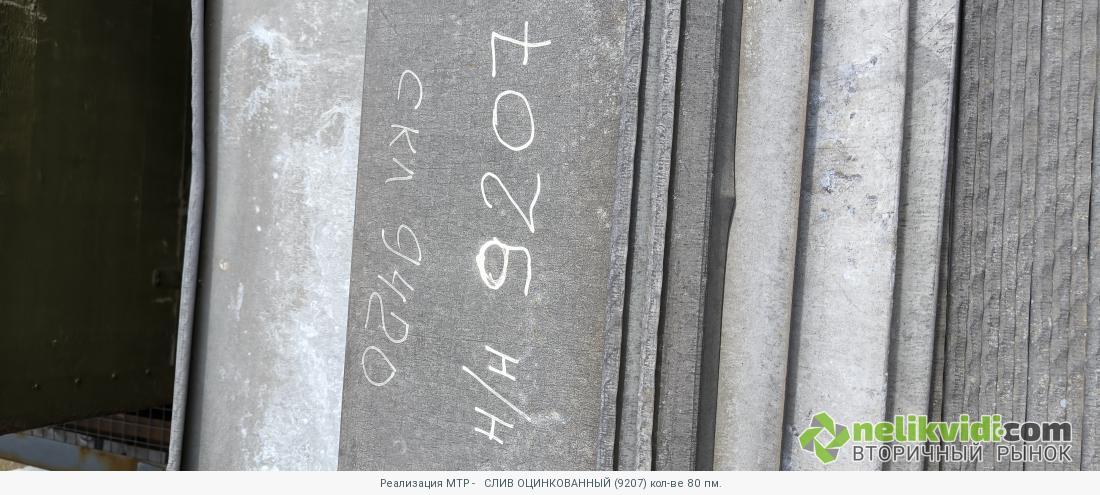 СКЛ 9420
Н/Н 9207
nelikvidi.com
ВТОРИЧНЫЙ РЫНОК
Реализация МТР - СЛИВ ОЦИНКОВАННЫЙ (9207) кол-ве 80 пм.